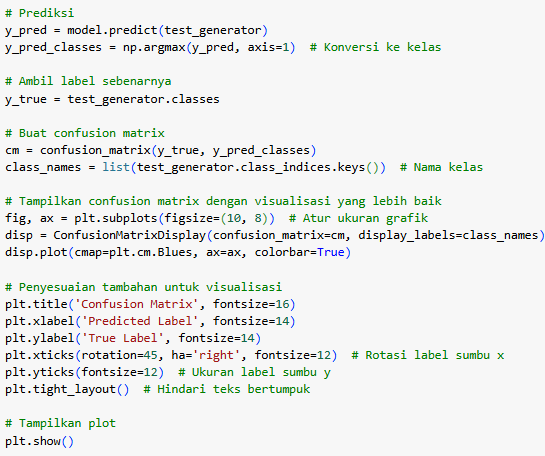 # Prediksi
y_pred = model.predict(test_generator)
y_pred_classes = np.argmax(y_pred, axis=1)  # Konversi ke kelas
# Ambil label sebenarnya
y_true = test_generator.classes
# Buat confusion matrix
cm = confusion_matrix(y_true, y_pred_classes)
class_names = list(test_generator.class_indices.keys())  # Nama kelas
# Tampilkan confusion matrix dengan visualisasi yang lebih baik
fig, ax = plt.subplots(figsize=(10, 8))  # Atur ukuran grafik
disp = ConfusionMatrixDisplay(confusion_matrix=cm, display_labels=class_names)
disp.plot(cmap=plt.cm.Blues, ax=ax, colorbar=True)
# Penyesuaian tambahan untuk visualisasi
plt.title('Confusion Matrix', fontsize=16)
plt.xlabel('Predicted Label', fontsize=14)
plt.ylabel('True Label', fontsize=14)
plt.xticks(rotation=45, ha='right', fontsize=12)  # Rotasi label sumbu x
plt.yticks(fontsize=12)  # Ukuran label sumbu y
plt.tight_layout()  # Hindari teks bertumpuk
# Tampilkan plot
plt.show()